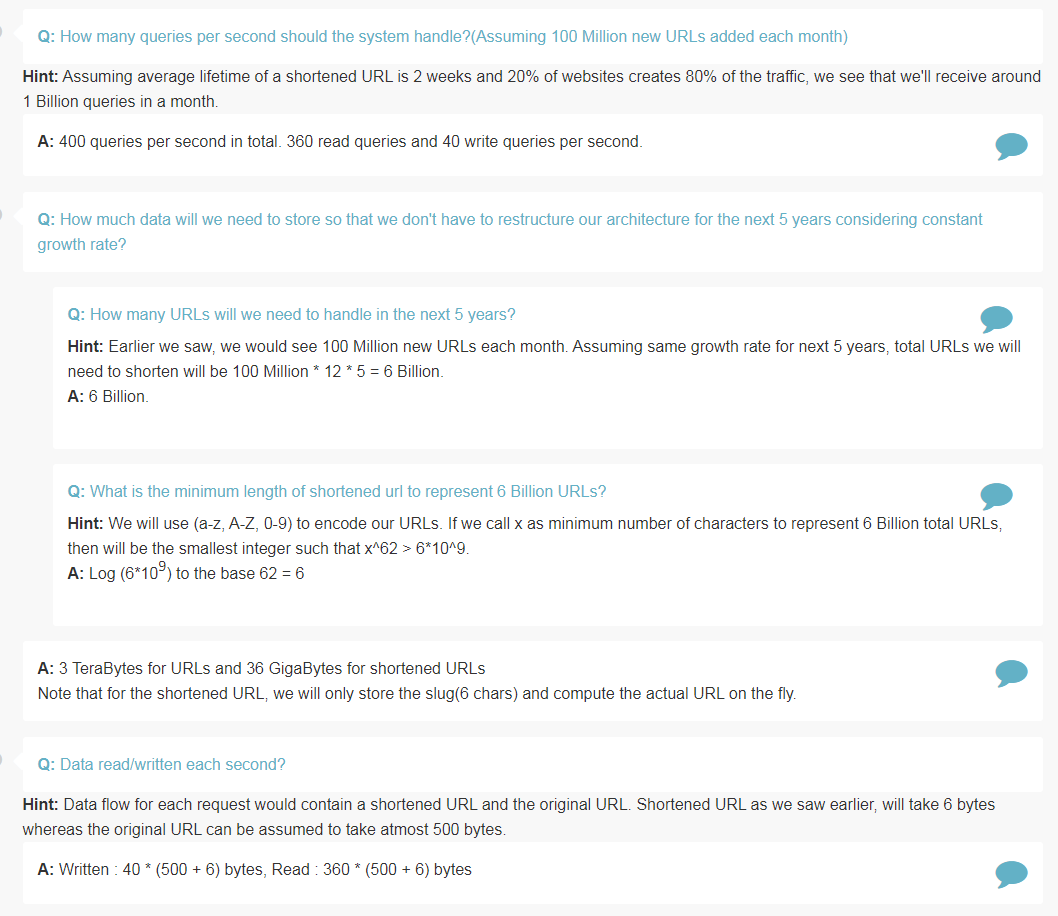 Q: How many queries per second should the system handle?(Assuming 100 Million new URLs added each month)
Hint: Assuming average lifetime of a shortened URL is 2 weeks and 20% of websites creates 80% of the traffic, we see that we'll receive around
1 Billion queries in a month.
A: 400 queries per second in total. 360 read queries and 40 write queries per second.
Q: How much data will we need to store so that we don't have to restructure our architecture for the next 5 years considering constant
growth rate?
Q: How many URLs will we need to handle in the next 5 years?
Hint: Earlier we saw, we would see 100 Million new URLs each month. Assuming same growth rate for next 5 years, total URLs we will
need to shorten will be 100 Million * 12 * 5 = 6 Billion.
A: 6 Billion.
Q: What is the minimum length of shortened url to represent 6 Billion URLs?
Hint: We will use (a-z, A-Z, 0-9) to encode our URLs. If we call x as minimum number of characters to represent 6 Billion total URLs,
then will be the smallest integer such that x^62 > 6*10^9.
A: Log (6*10⁹) to the base 62 = 6
A: 3 TeraBytes for URLs and 36 GigaBytes for shortened URLs
Note that for the shortened URL, we will only store the slug(6 chars) and compute the actual URL on the fly.
Q: Data read/written each second?
Hint: Data flow for each request would contain a shortened URL and the original URL. Shortened URL as we saw earlier, will take 6 bytes
whereas the original URL can be assumed to take atmost 500 bytes.
A: Written : 40 * (500 + 6) bytes, Read : 360 * (500 + 6) bytes